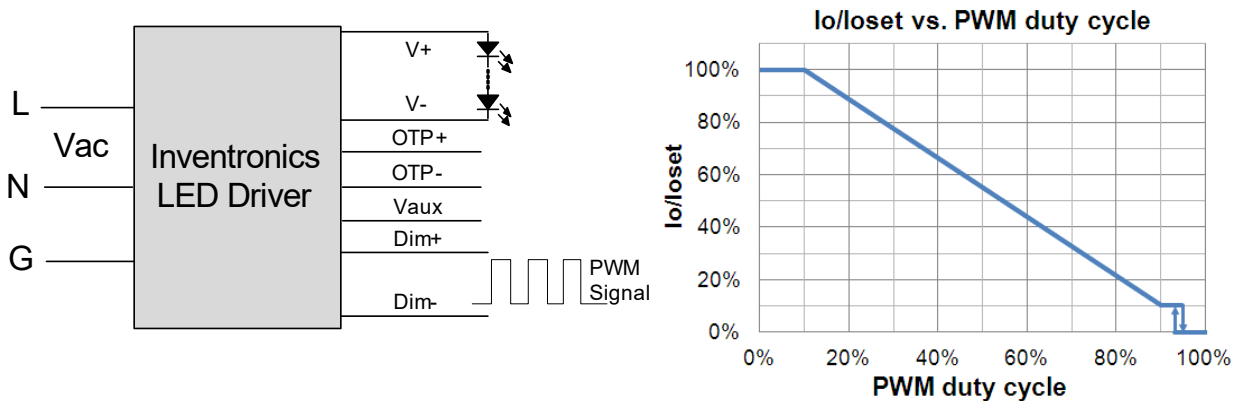 L
Vac
N
G
Inventronics
LED Driver
V+
V-
OTP+
OTP-
Vaux
Dim+
Dim-
PWM
Signal
Io/Ioset vs. PWM duty cycle
Io/Ioset
100%
80%
60%
40%
20%
0%
0% 20% 40% 60% 80% 100%
PWM duty cycle